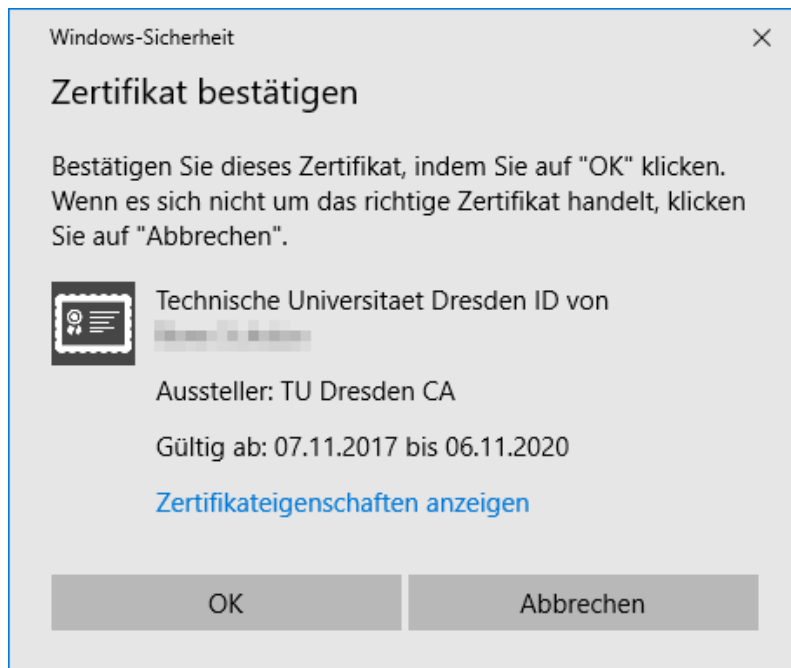 Windows-Sicherheit
Zertifikat bestätigen
Bestätigen Sie dieses Zertifikat, indem Sie auf "OK" klicken.
Wenn es sich nicht um das richtige Zertifikat handelt, klicken
Sie auf "Abbrechen".
Technische Universitaet Dresden ID von
Aussteller: TU Dresden CA
Gültig ab: 07.11.2017 bis 06.11.2020
Zertifikateigenschaften anzeigen
OK
Abbrechen